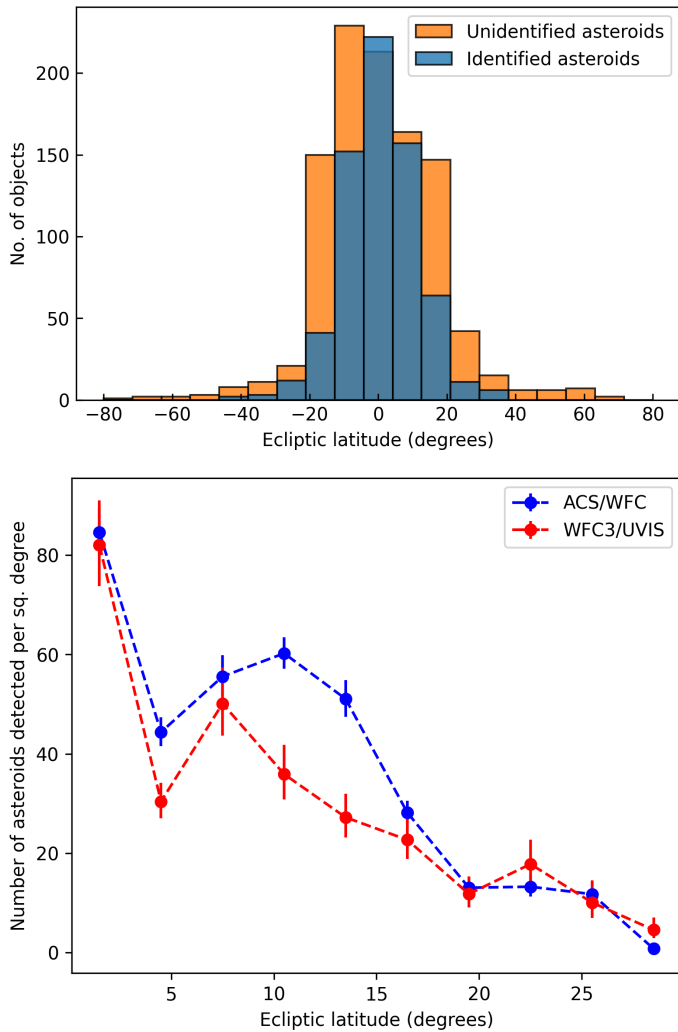 Unidentified asteroids
Identified asteroids
No. of objects
200
150
100
50
0
−80 −60 −40 −20 0 20 40 60 80
Ecliptic latitude (degrees)
ACS/WFC
WFC3/UVIS
Number of asteroids detected per sq. degree
80
60
40
20
0
5 10 15 20 25
Ecliptic latitude (degrees)